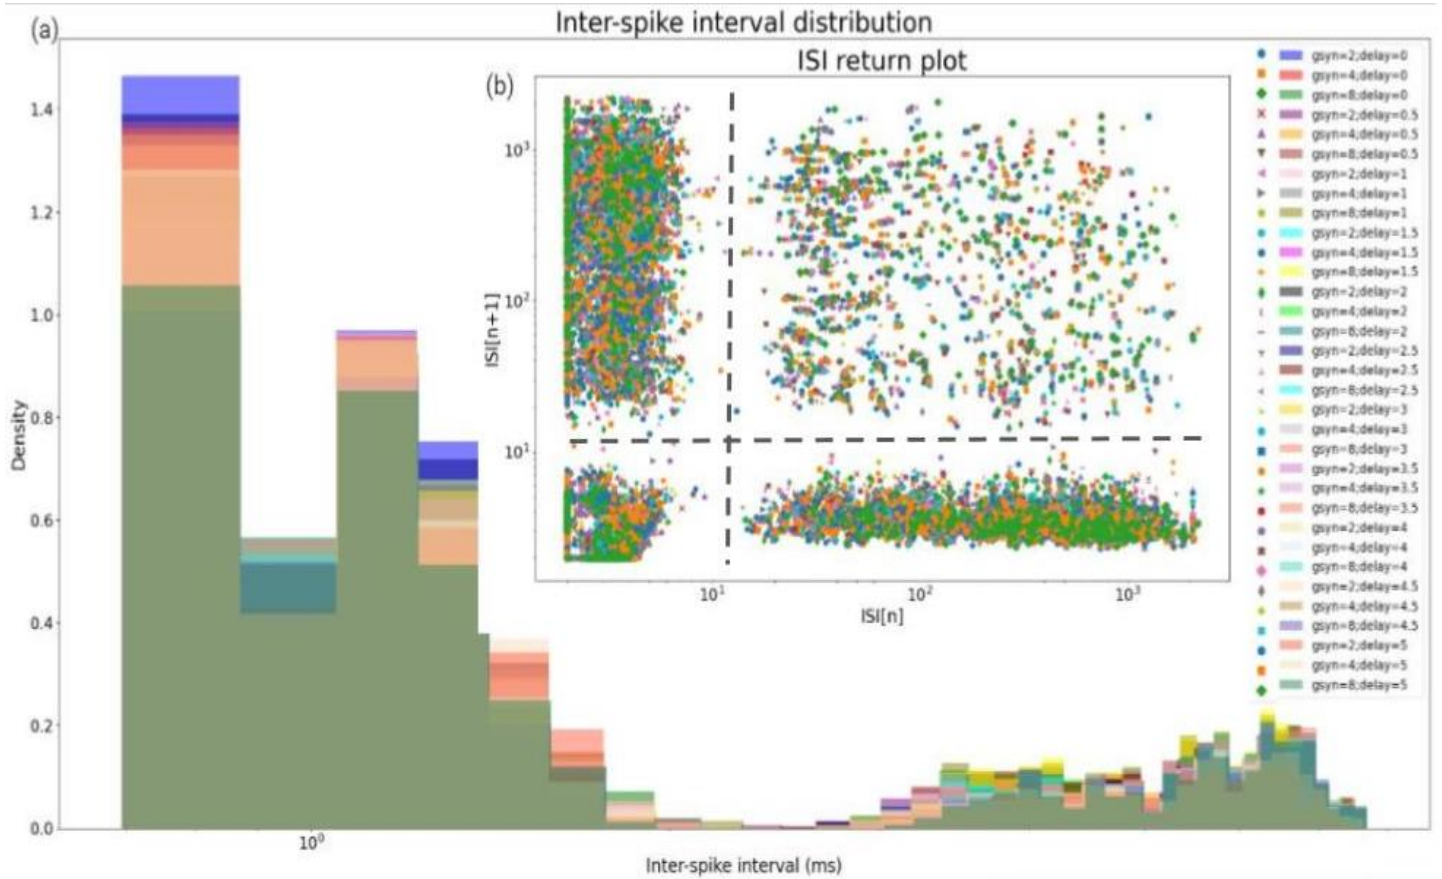 (a)
Inter-spike interval distribution
ISI return plot
(b)
gsyn=2;delay=0
gsyn=4;delay=0
gsyn=8;delay=0
gsyn=2;delay=0.5
gsyn=4;delay=0.5
gsyn=8;delay=0.5
gsyn=2;delay=1
gsyn=4;delay=1
gsyn=8;delay=1
gsyn=2;delay=1.5
gsyn=4;delay=1.5
gsyn=8;delay=1.5
gsyn=2;delay=2
gsyn=4;delay=2
gsyn=8;delay=2
gsyn=2;delay=2.5
gsyn=4;delay=2.5
gsyn=8;delay=2.5
gsyn=2;delay=3
gsyn=4;delay=3
gsyn=8;delay=3
gsyn=2;delay=3.5
gsyn=4;delay=3.5
gsyn=8;delay=3.5
gsyn=2;delay=4
gsyn=4;delay=4
gsyn=8;delay=4
gsyn=2;delay=4.5
gsyn=4;delay=4.5
gsyn=8;delay=4.5
gsyn=2;delay=5
gsyn=4;delay=5
gsyn=8;delay=5
10³
10²
10¹
ISI[n+1]
10¹ 10² 10³
ISI[n]
1.4
1.2
1.0
0.8
0.6
0.4
0.2
0.0
Density
10⁰
Inter-spike interval (ms)